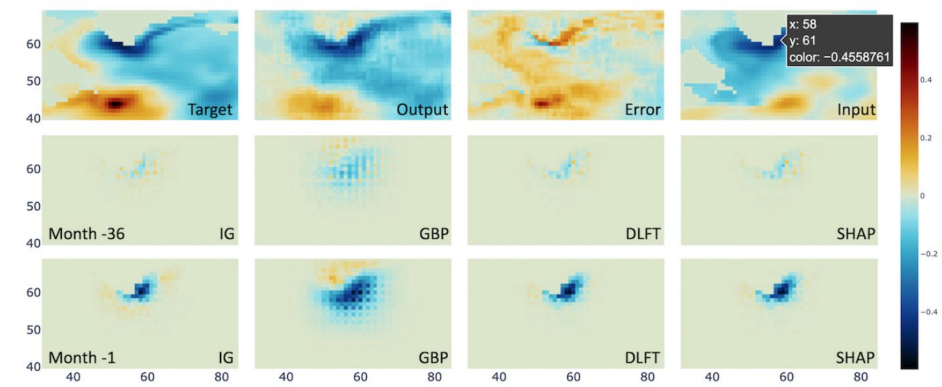 x: 58
60
y: 61
color: −0.4558761
0.4
50
Target Output Error Input
40
0.2
60
0
50
Month -36 IG GBP DLFT SHAP
40
−0.2
60
−0.4
50
Month -1 IG GBP DLFT SHAP
40
40 60 80 40 60 80 40 60 80 40 60 80